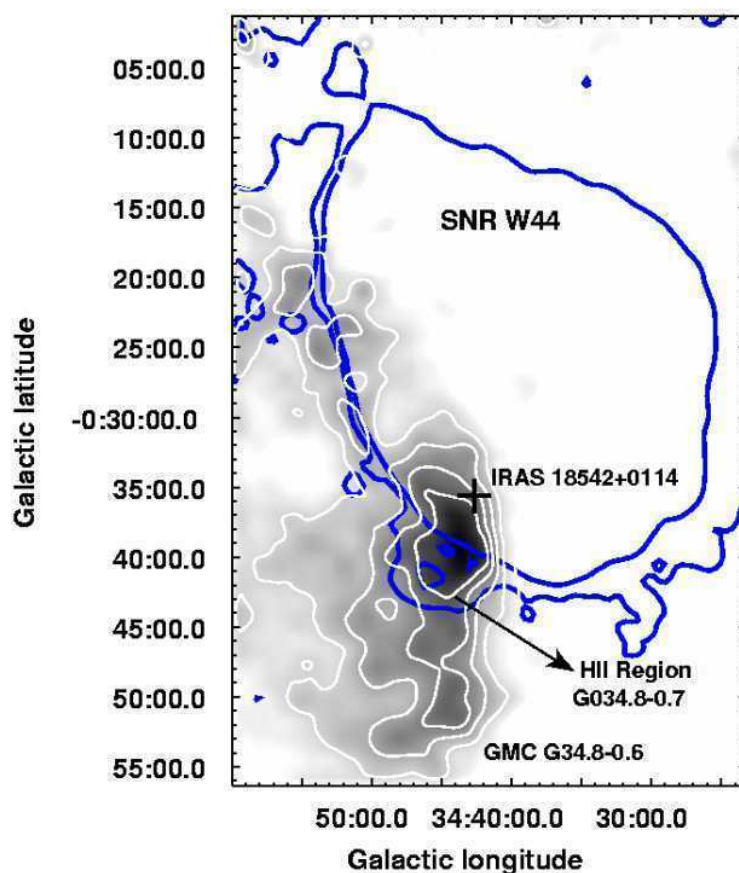 05:00.0
10:00.0
15:00.0
SNR W44
20:00.0
25:00.0
-0:30:00.0
IRAS 18542+0114
35:00.0
40:00.0
45:00.0
HII Region
G034.8-0.7
50:00.0
GMC G34.8-0.6
55:00.0
50:00.0 34:40:00.0 30:00.0
Galactic longitude
Galactic latitude